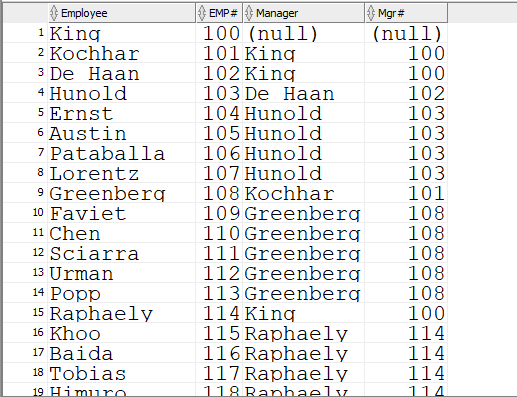 Employee EMP# Manager Mgr#
1 King 100 (null) (null)
2 Kochhar 101 King 100
3 De Haan 102 King 100
4 Hunold 103 De Haan 102
5 Ernst 104 Hunold 103
6 Austin 105 Hunold 103
7 Pataballa 106 Hunold 103
8 Lorentz 107 Hunold 103
9 Greenberg 108 Kochhar 101
10 Faviet 109 Greenberg 108
11 Chen 110 Greenberg 108
12 Sciarra 111 Greenberg 108
13 Urman 112 Greenberg 108
14 Popp 113 Greenberg 108
15 Raphaely 114 King 100
16 Khoo 115 Raphaely 114
17 Baida 116 Raphaely 114
18 Tobias 117 Raphaely 114
19 Himuro 118 Raphaely 114